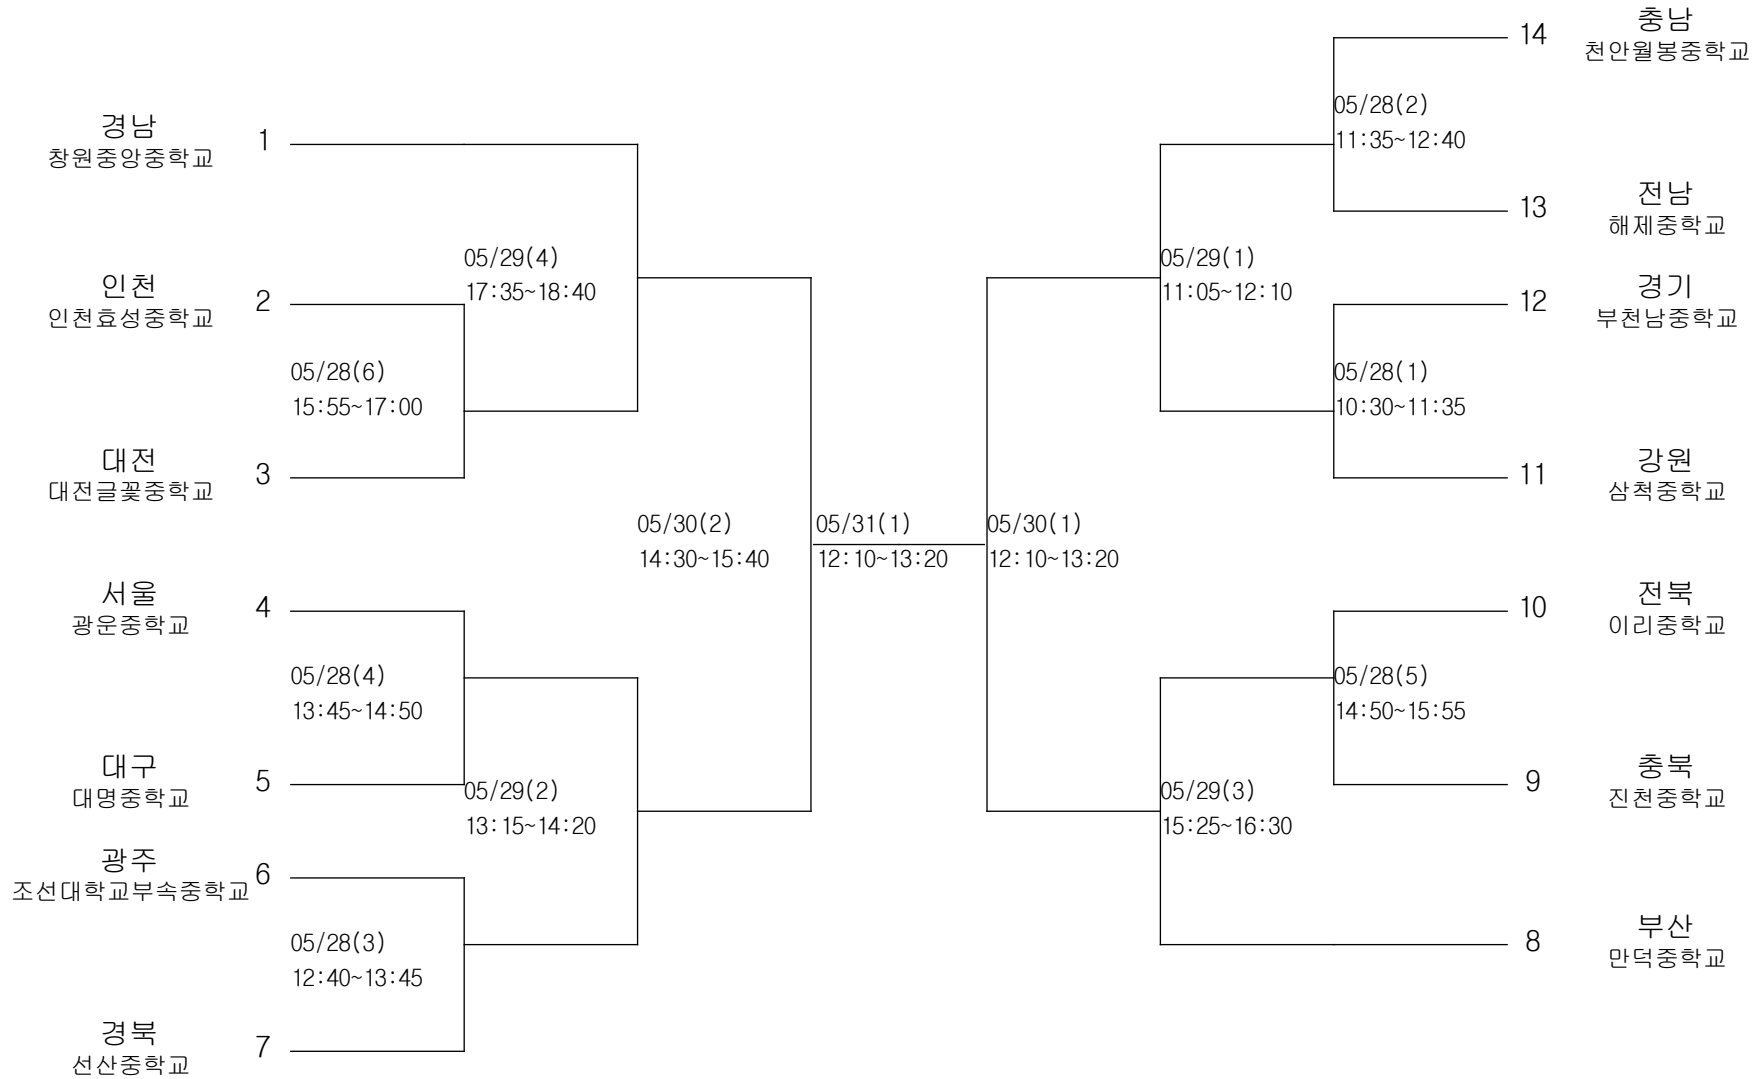 경남
창원중앙중학교
1
인천
인천효성중학교
2
05/29(4)
17:35~18:40
05/28(6)
15:55~17:00
대전
대전글꽃중학교
3
05/30(2)
14:30~15:40
서울
광운중학교
4
05/28(4)
13:45~14:50
대구
대명중학교
5
05/29(2)
13:15~14:20
광주
조선대학교부속중학교
6
05/28(3)
12:40~13:45
경북
선산중학교
7
05/31(1)
12:10~13:20
05/30(1)
12:10~13:20
14
충남
천안월봉중학교
05/28(2)
11:35~12:40
13
전남
해제중학교
05/29(1)
11:05~12:10
12
경기
부천남중학교
05/28(1)
10:30~11:35
11
강원
삼척중학교
10
전북
이리중학교
05/28(5)
14:50~15:55
9
충북
진천중학교
05/29(3)
15:25~16:30
8
부산
만덕중학교